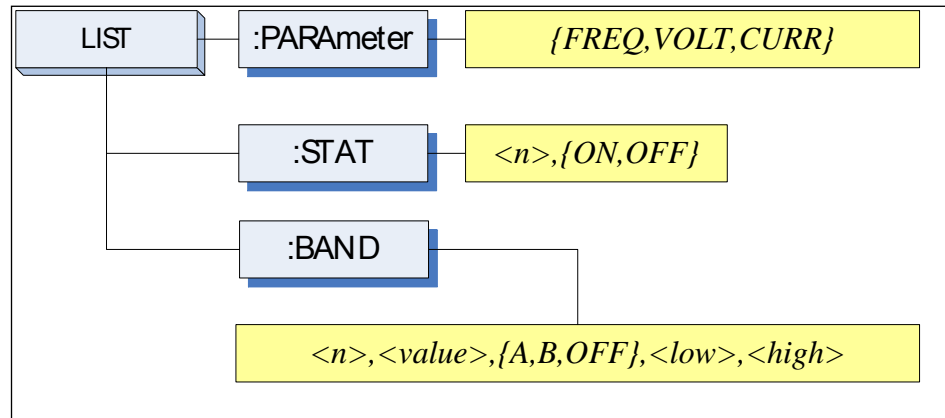 LIST
:PARAmeter
{FREQ,VOLT,CURR}
:STAT
<n>,{ON,OFF}
:BAND
<n>,<value>,{A,B,OFF},<low>,<high>